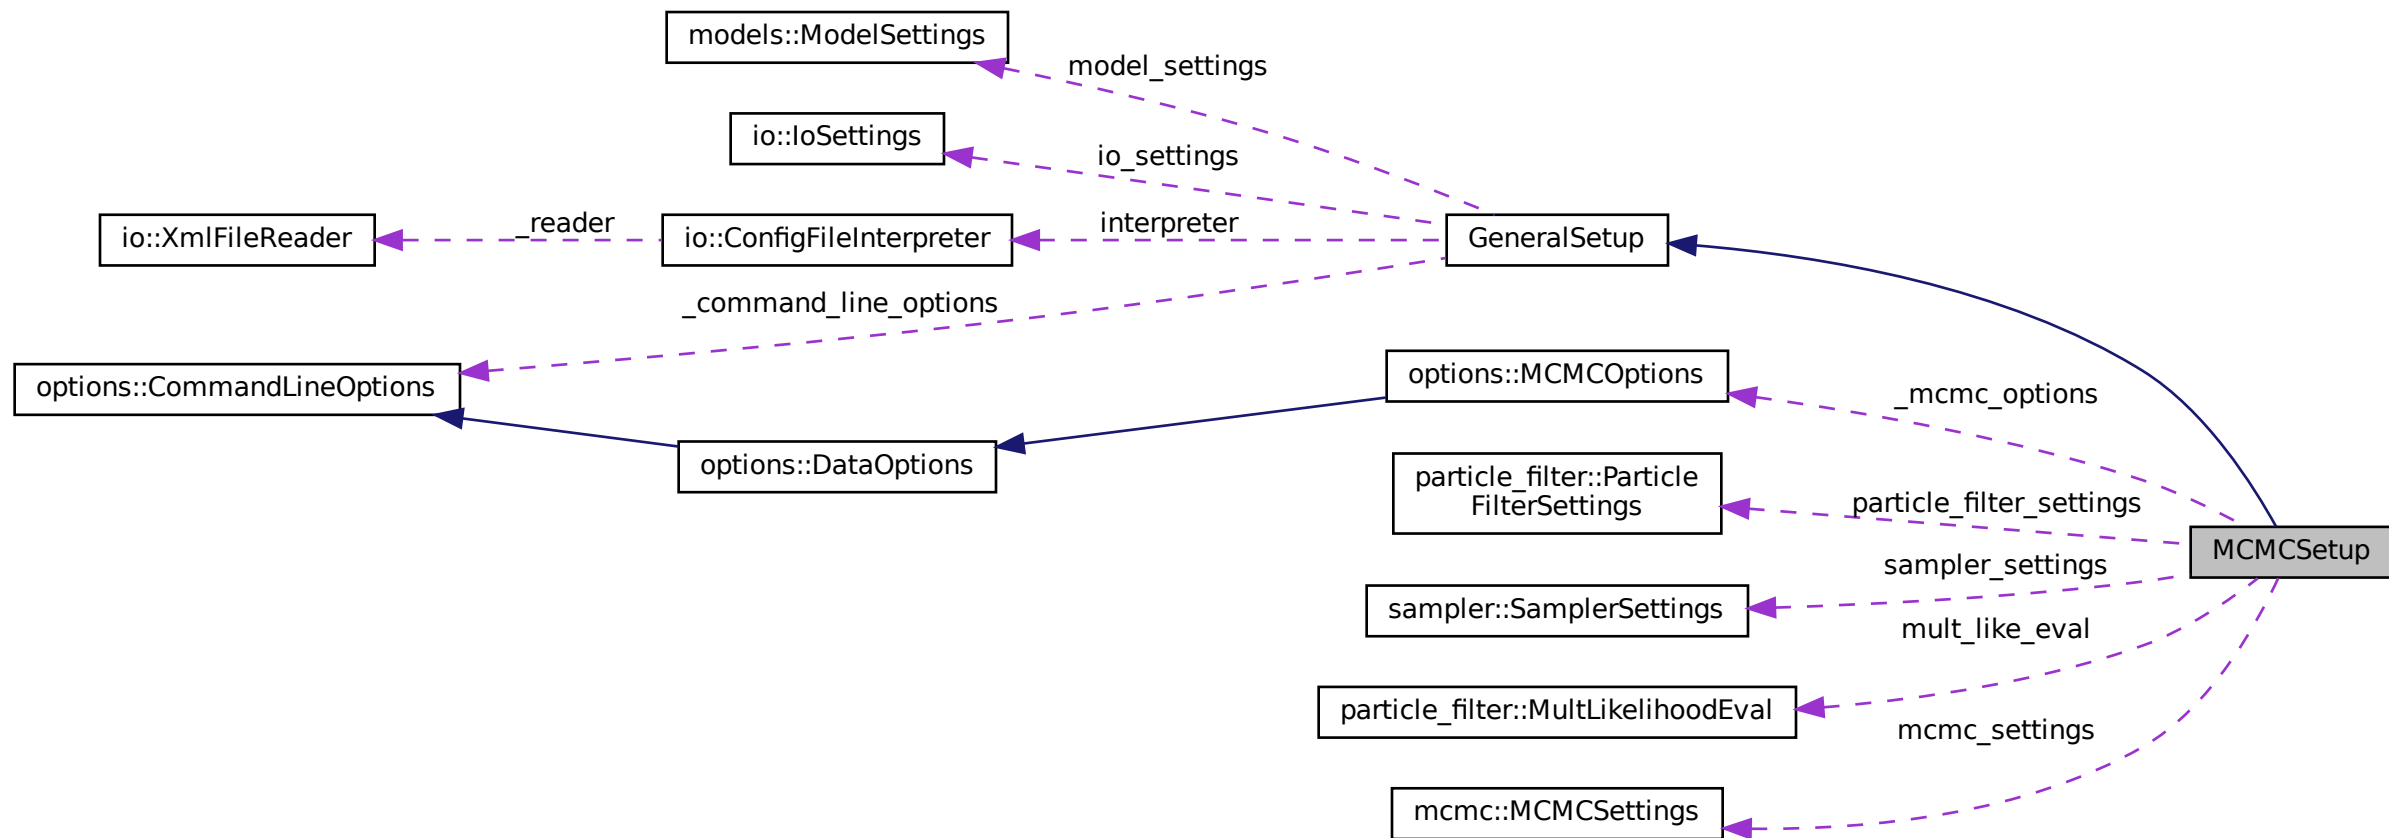 models::ModelSettings
model_settings
io::IoSettings
io_settings
io::XmlFileReader
_reader
io::ConfigFileInterpreter
interpreter
GeneralSetup
_command_line_options
options::CommandLineOptions
options::MCMCOptions
_mcmc_options
options::DataOptions
particle_filter::Particle
FilterSettings
particle_filter_settings
MCMCSetup
sampler_settings
sampler::SamplerSettings
mult_like_eval
particle_filter::MultLikelihoodEval
mcmc_settings
mcmc::MCMCSettings